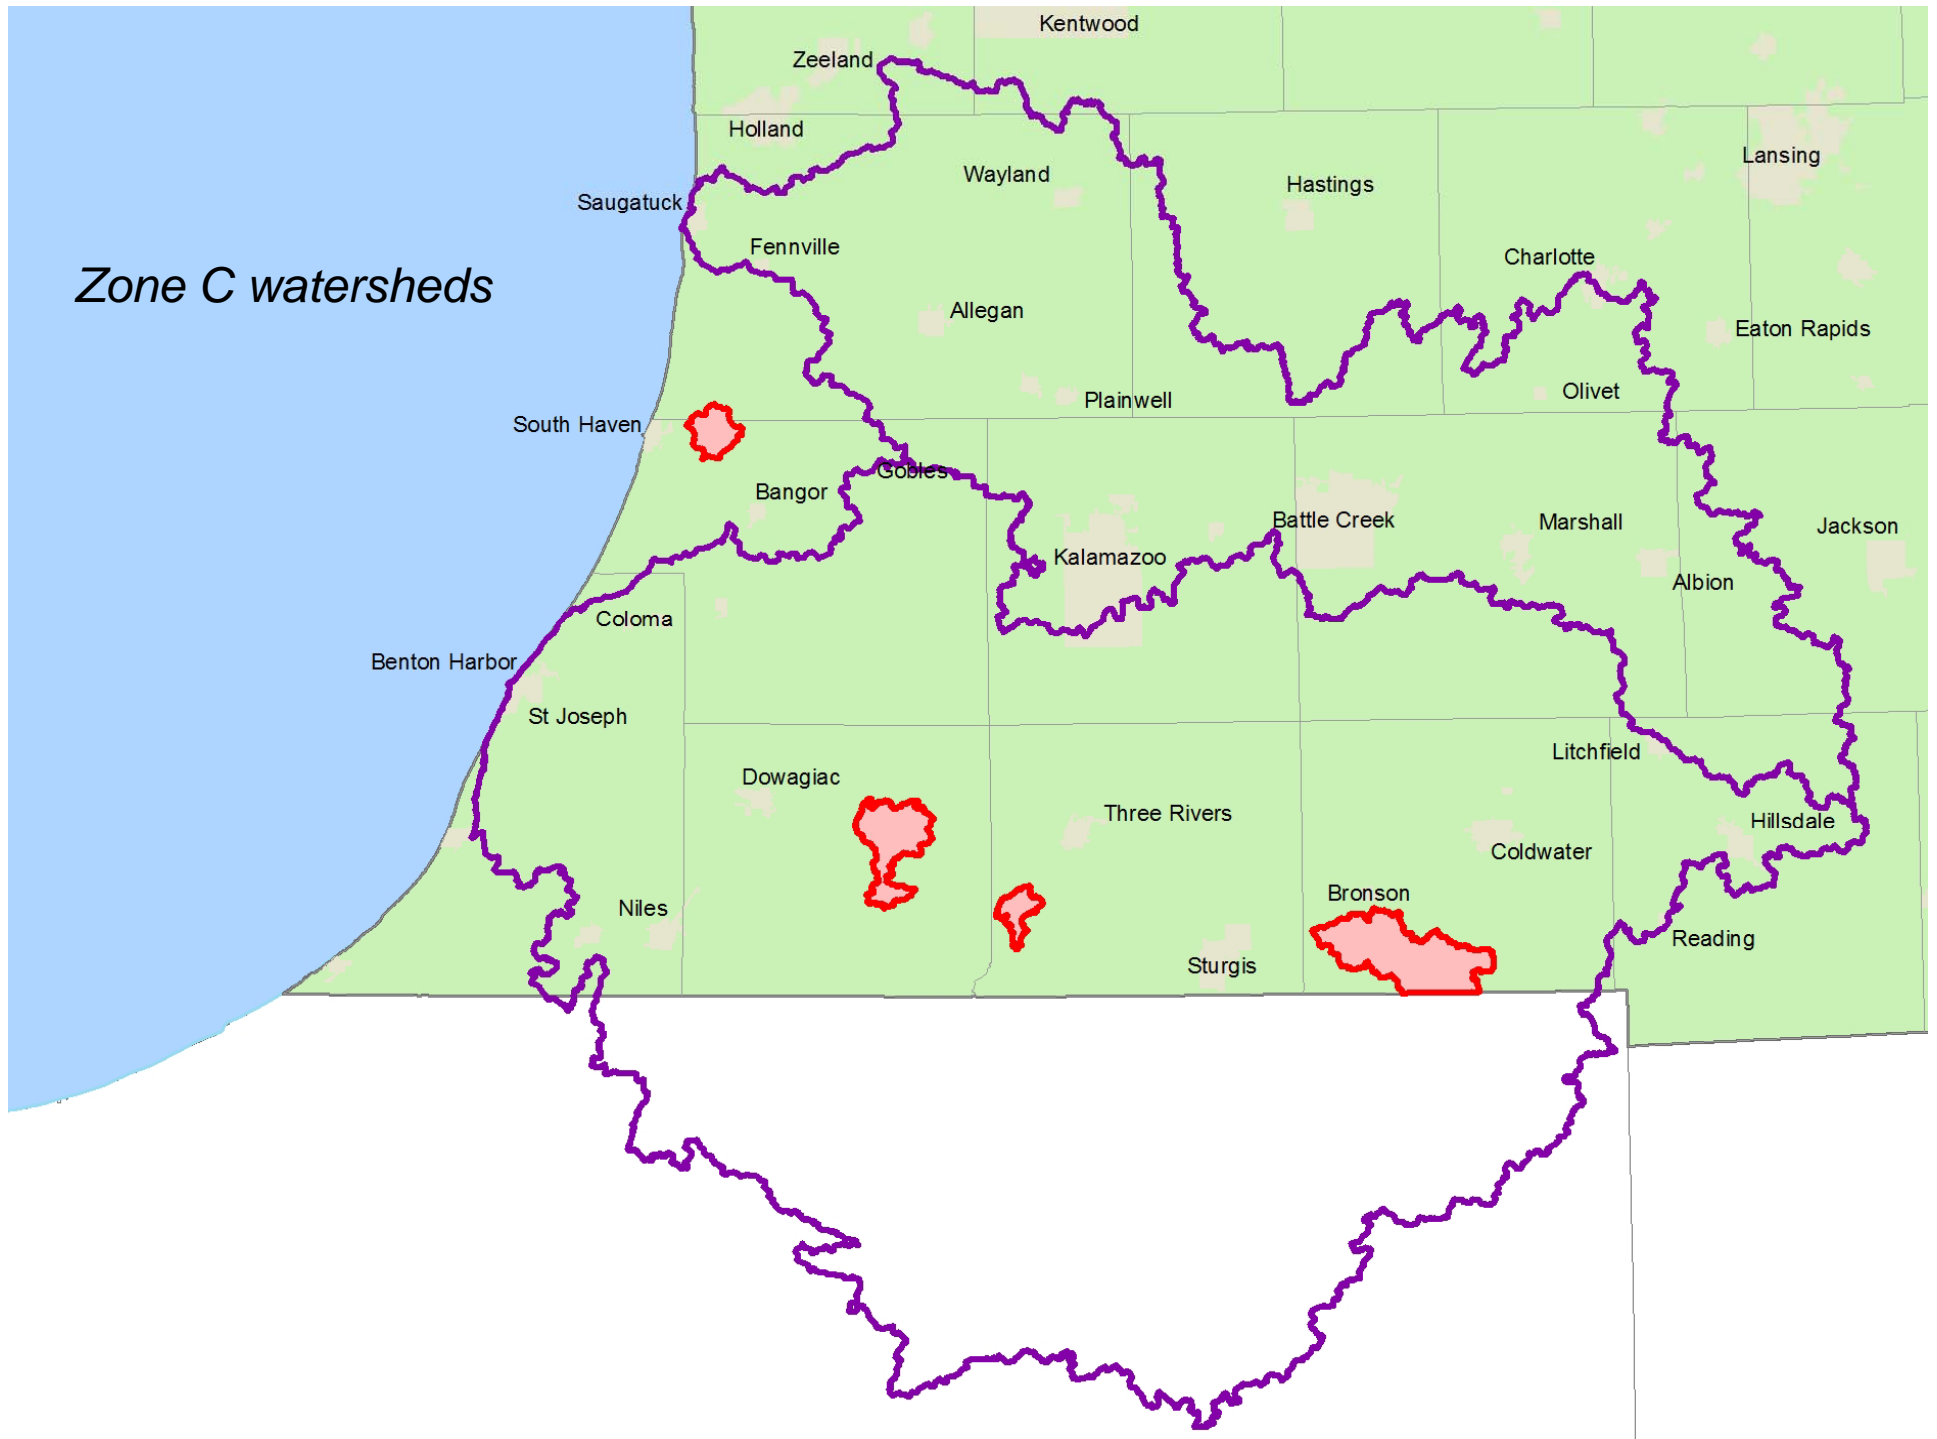 Kentwood
Zeeland
Holland
Lansing
Wayland
Hastings
Saugatuck
Fennville
Charlotte
Zone C watersheds
Allegan
Eaton Rapids
Olivet
Plainwell
South Haven
Gobles
Bangor
Battle Creek
Marshall
Jackson
Kalamazoo
Albion
Coloma
Benton Harbor
St Joseph
Litchfield
Dowagiac
Three Rivers
Hillsdale
Coldwater
Bronson
Niles
Reading
Sturgis